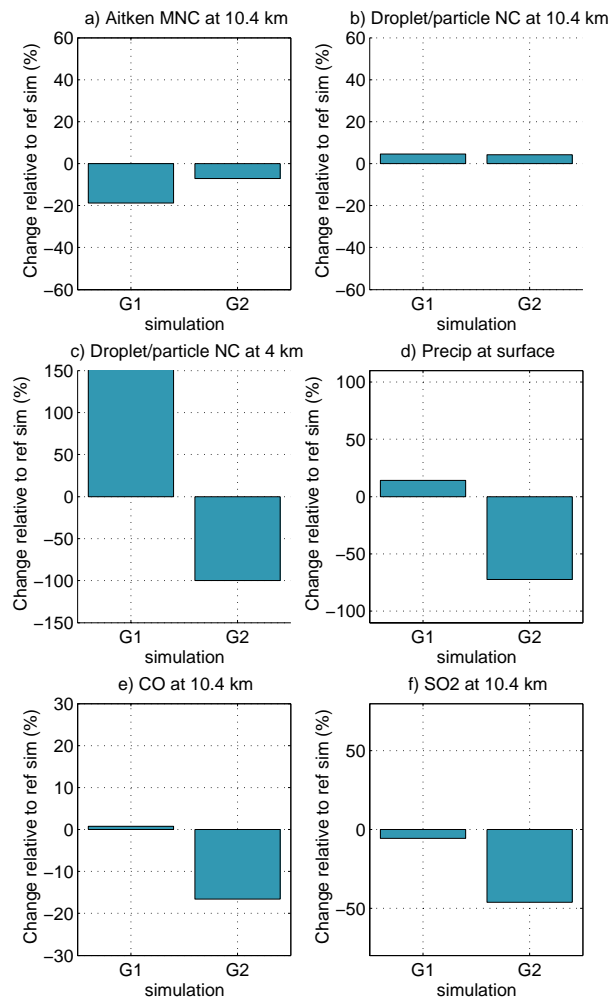 a) Aitken MNC at 10.4 km
b) Droplet/particle NC at 10.4 km
Change relative to ref sim (%)
60
40
20
0
−20
−40
−60
G1 G2
simulation
Change relative to ref sim (%)
60
40
20
0
−20
−40
−60
G1 G2
simulation
c) Droplet/particle NC at 4 km
d) Precip at surface
Change relative to ref sim (%)
150
100
50
0
−50
−100
−150
G1 G2
simulation
Change relative to ref sim (%)
100
50
0
−50
−100
G1 G2
simulation
e) CO at 10.4 km
f) SO2 at 10.4 km
Change relative to ref sim (%)
30
20
10
0
−10
−20
−30
G1 G2
simulation
Change relative to ref sim (%)
50
0
−50
G1 G2
simulation